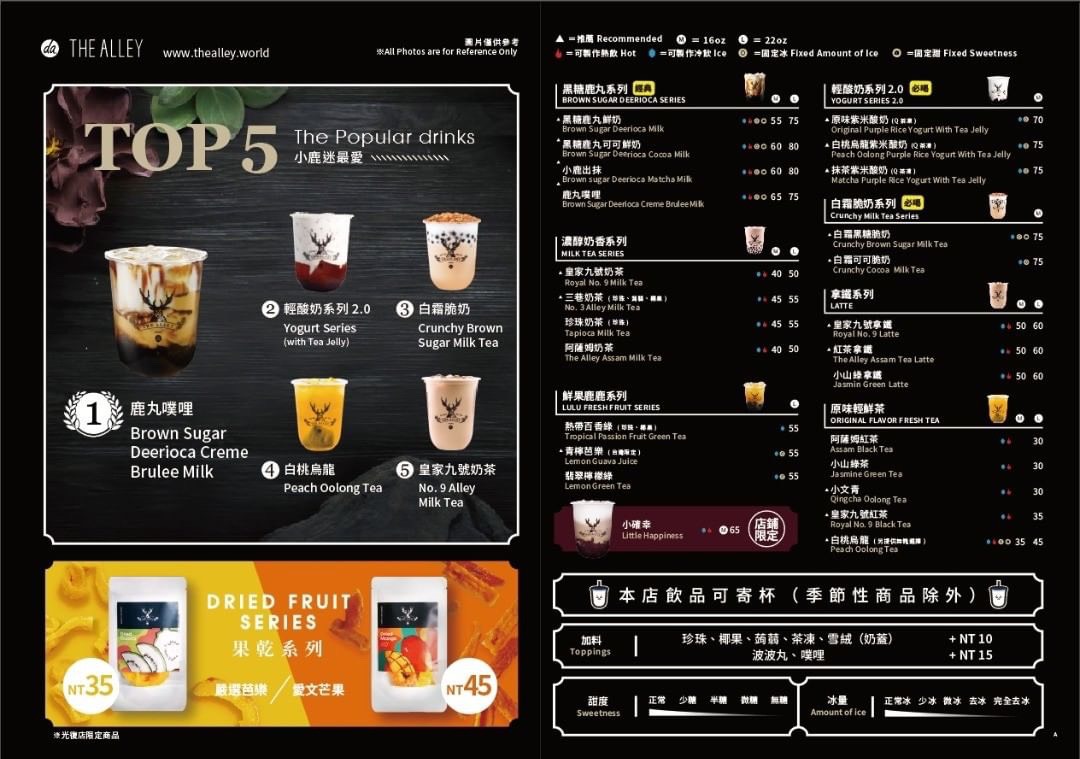 da THE ALLEY www.thealley.world
圖片僅供參考
※All Photos are for Reference Only
TOP 5
The Popular drinks
小鹿迷最愛
1 鹿丸噗哩
Brown Sugar
Deerioca Creme
Brulee Milk
2 輕酸奶系列 2.0
Yogurt Series
(with Tea Jelly)
3 白霜脆奶
Crunchy Brown
Sugar Milk Tea
4 白桃烏龍
Peach Oolong Tea
5 皇家九號奶茶
No. 9 Alley
Milk Tea
DRIED FRUIT
SERIES
果乾系列
嚴選芭樂／愛文芒果
NT35
NT45
※光復店限定商品
▲ =推薦 Recommended M = 16oz L = 22oz
=可製作熱飲 Hot =可製作冷飲 Ice =固定冰 Fixed Amount of Ice =固定甜 Fixed Sweetness
黑糖鹿丸系列 經典
BROWN SUGAR DEERIOCA SERIES M L
▲黑糖鹿丸鮮奶 55 75
Brown Sugar Deerioca Milk
▲黑糖鹿丸可可鮮奶 60 80
Brown Sugar Deerioca Cocoa Milk
▲小鹿出抹 60 80
Brown sugar Deerioca Matcha Milk
▲鹿丸噗哩 65 75
Brown Sugar Deerioca Creme Brulee Milk
濃醇奶香系列
MILK TEA SERIES M L
▲皇家九號奶茶 40 50
Royal No. 9 Milk Tea
▲三巷奶茶（珍珠、蒟蒻、椰果） 45 55
No. 3 Alley Milk Tea
珍珠奶茶（珍珠） 45 55
Tapioca Milk Tea
阿薩姆奶茶 40 50
The Alley Assam Milk Tea
鮮果鹿鹿系列
LULU FRESH FRUIT SERIES L
熱帶百香綠（珍珠、椰果） 55
Tropical Passion Fruit Green Tea
▲青檸芭樂（台灣限定） 55
Lemon Guava Juice
翡翠檸檬綠 55
Lemon Green Tea
小確幸
Little Happiness M 65
店鋪
限定
輕酸奶系列 2.0 必喝
YOGURT SERIES 2.0 M
▲原味紫米酸奶（Q 茶凍） 70
Original Purple Rice Yogurt With Tea Jelly
▲白桃烏龍紫米酸奶（Q 茶凍） 75
Peach Oolong Purple Rice Yogurt With Tea Jelly
▲抹茶紫米酸奶（Q 茶凍） 75
Matcha Purple Rice Yogurt With Tea Jelly
白霜脆奶系列 必喝
Crunchy Milk Tea Series M
▲白霜黑糖脆奶 75
Crunchy Brown Sugar Milk Tea
▲白霜可可脆奶 75
Crunchy Cocoa Milk Tea
拿鐵系列
LATTE M L
▲皇家九號拿鐵 50 60
Royal No. 9 Latte
▲紅茶拿鐵 50 60
The Alley Assam Tea Latte
小山綠拿鐵 50 60
Jasmin Green Latte
原味輕鮮茶
ORIGINAL FLAVOR FRESH TEA M L
阿薩姆紅茶 30
Assam Black Tea
小山綠茶 30
Jasmine Green Tea
▲小文青 30
Qingcha Oolong Tea
▲皇家九號紅茶 35
Royal No. 9 Black Tea
▲白桃烏龍 35 45
Peach Oolong Tea
本店飲品可寄杯（季節性商品除外）
加料
Toppings
珍珠、椰果、蒟蒻、茶凍、雪絨（奶蓋） + NT 10
波波丸、噗哩 + NT 15
甜度
Sweetness
正常 少糖 半糖 微糖 無糖
冰量
Amount of ice
正常冰 少冰 微冰 去冰 完全去冰
A